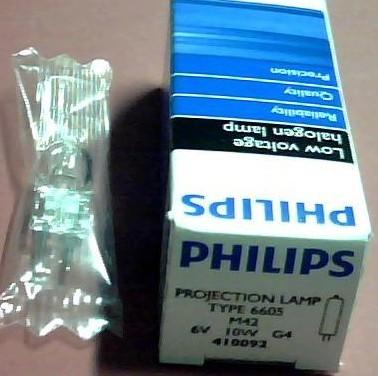 Precision
Quality
Reliability
Low voltage
halogen lamp
PHILIPS
PHILIPS
PROJECTION LAMP
TYPE 6605
M42
6V 10W G4
410092